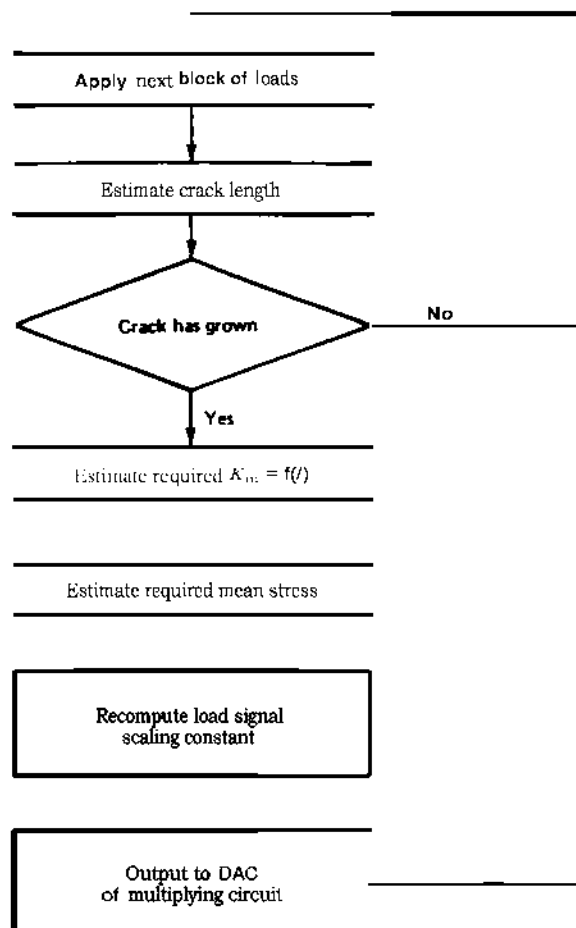 Apply next block of loads
Estimate crack length
Crack has grown
No
Yes
Estimate required K_m = f(l)
Estimate required mean stress
Recompute load signal
scaling constant
Output to DAC
of multiplying circuit